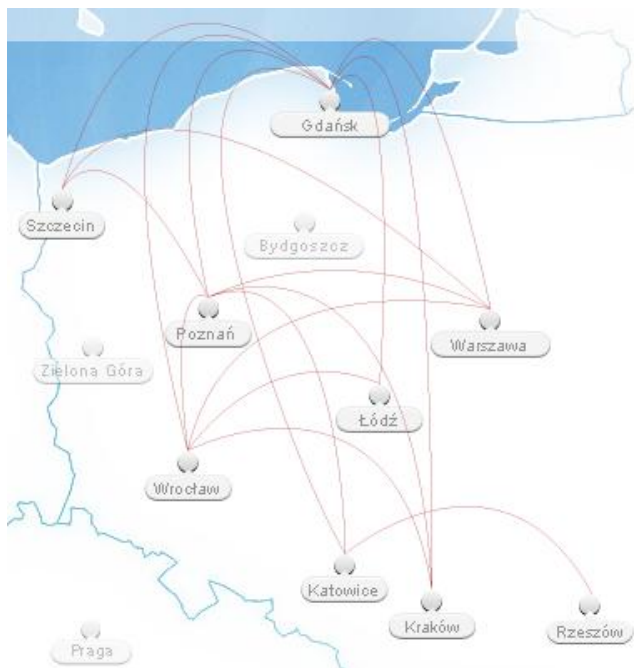 Gdańsk
Szczecin
Bydgoszcz
Poznań
Warszawa
Zielona Góra
Łódź
Wrocław
Katowice
Kraków
Rzeszów
Praga